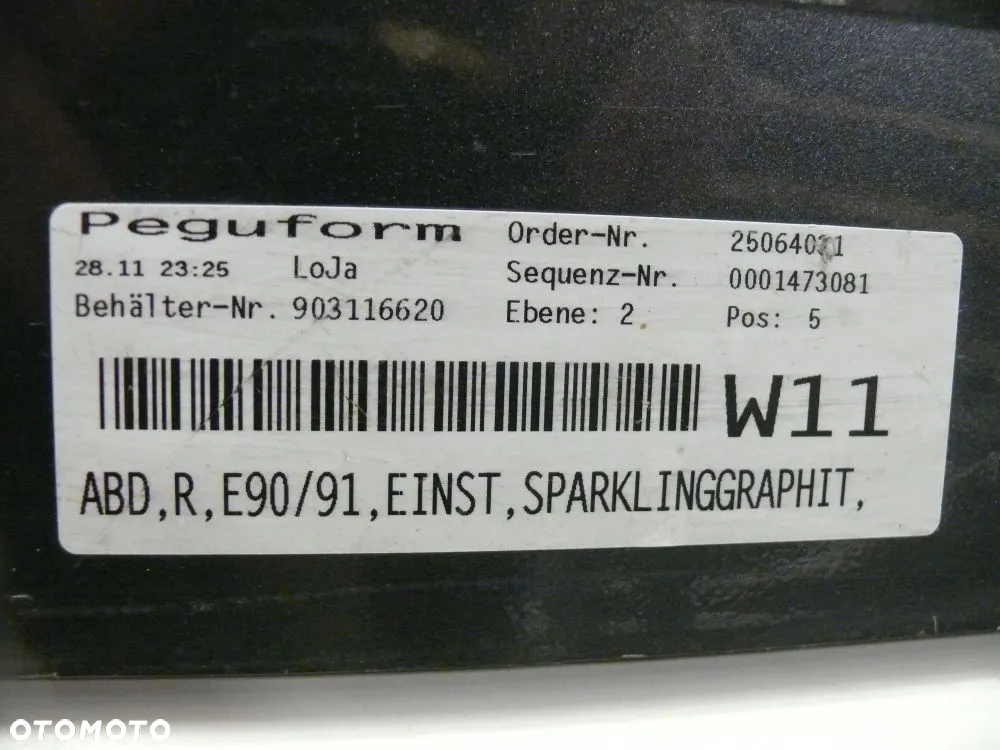 Peguform
Order-Nr. 25064031
28.11 23:25 LoJa
Sequenz-Nr. 0001473081
Behälter-Nr. 903116620
Ebene: 2 Pos: 5
W11
ABD,R,E90/91,EINST,SPARKLINGGRAPHIT,
OTOMOTO